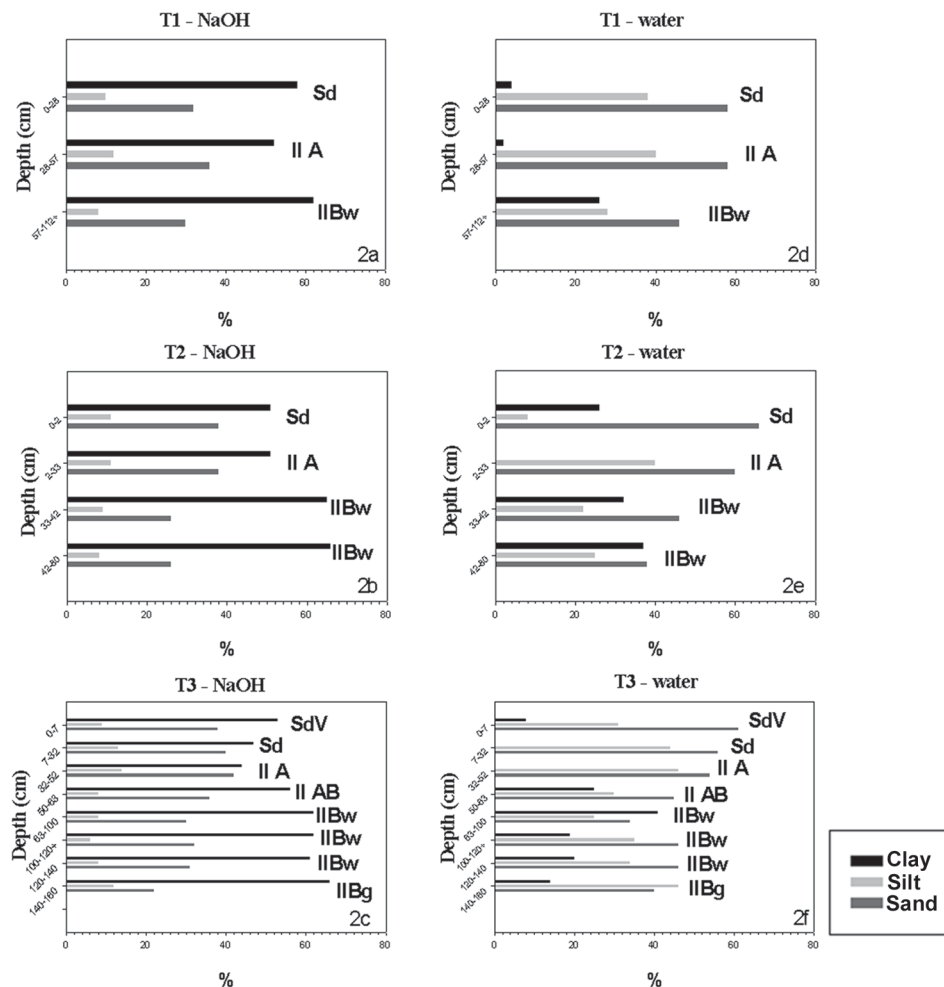 T1 - NaOH
Depth (cm)
0-28
28-57
57-112+
Sd
II A
IIBw
2a
0 20 40 60 80
%
T1 - water
Depth (cm)
0-28
28-57
57-112+
Sd
II A
IIBw
2d
0 20 40 60 80
%
T2 - NaOH
Depth (cm)
0-2
2-33
33-42
42-80
Sd
II A
IIBw
IIBw
2b
0 20 40 60 80
%
T2 - water
Depth (cm)
0-2
2-33
33-42
42-80
Sd
II A
IIBw
IIBw
2e
0 20 40 60 80
%
T3 - NaOH
Depth (cm)
0-7
7-32
32-52
50-63
63-100
100-120+
120-140
140-160
SdV
Sd
II A
II AB
IIBw
IIBw
IIBw
IIBg
2c
0 20 40 60 80
%
T3 - water
Depth (cm)
0-7
7-32
32-52
50-63
63-100
100-120+
120-140
140-160
SdV
Sd
II A
II AB
IIBw
IIBw
IIBw
IIBg
2f
0 20 40 60 80
%
Clay
Silt
Sand